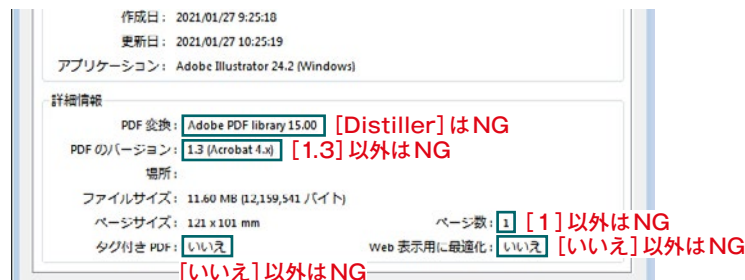 作成日: 2021/01/27 9:25:18
更新日: 2021/01/27 10:25:19
アプリケーション: Adobe Illustrator 24.2 (Windows)
詳細情報
PDF 変換: Adobe PDF library 15.00 [Distiller]はNG
PDF のバージョン: 1.3 (Acrobat 4.x) [1.3]以外はNG
場所:
ファイルサイズ: 11.60 MB (12,159,541 バイト)
ページサイズ: 121 x 101 mm ページ数: 1 [1]以外はNG
タグ付き PDF: いいえ Web 表示用に最適化: いいえ [いいえ]以外はNG
[いいえ]以外はNG